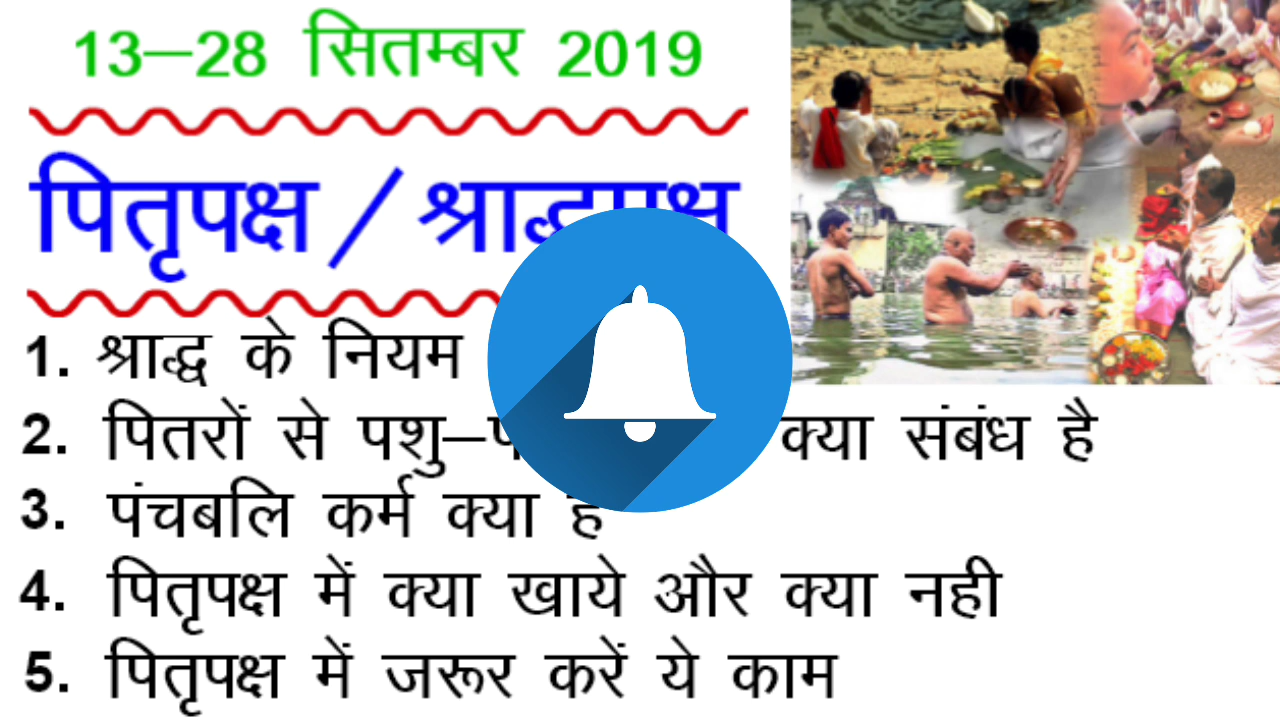 13–28 सितम्बर 2019
पितृपक्ष / श्राद्धपक्ष
1. श्राद्ध के नियम
2. पितरों से पशु– क्या संबंध है
3. पंचबलि कर्म क्या है
4. पितृपक्ष में क्या खाये और क्या नही
5. पितृपक्ष में जरूर करें ये काम